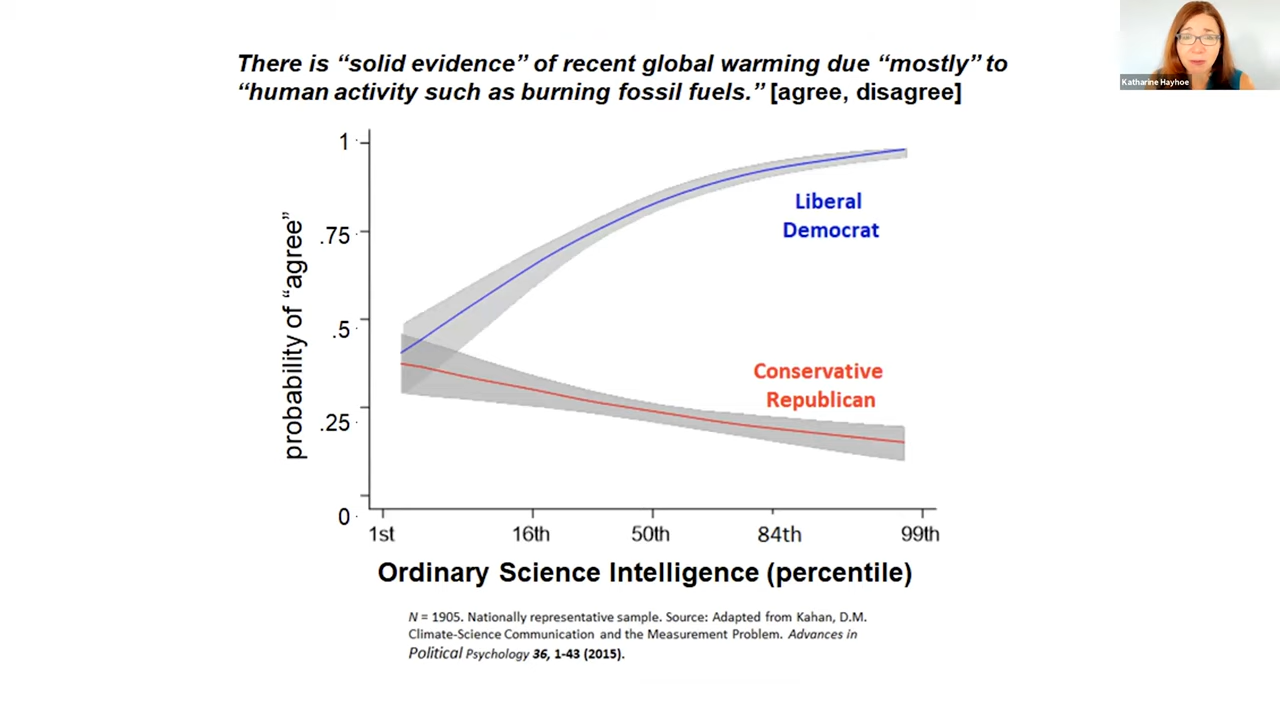 There is “solid evidence” of recent global warming due “mostly” to
“human activity such as burning fossil fuels.” [agree, disagree]
Katharine Hayhoe
probability of “agree”
1
.75
.5
.25
0
Liberal
Democrat
Conservative
Republican
1st 16th 50th 84th 99th
Ordinary Science Intelligence (percentile)
N = 1905. Nationally representative sample. Source: Adapted from Kahan, D.M.
Climate-Science Communication and the Measurement Problem. Advances in
Political Psychology 36, 1-43 (2015).